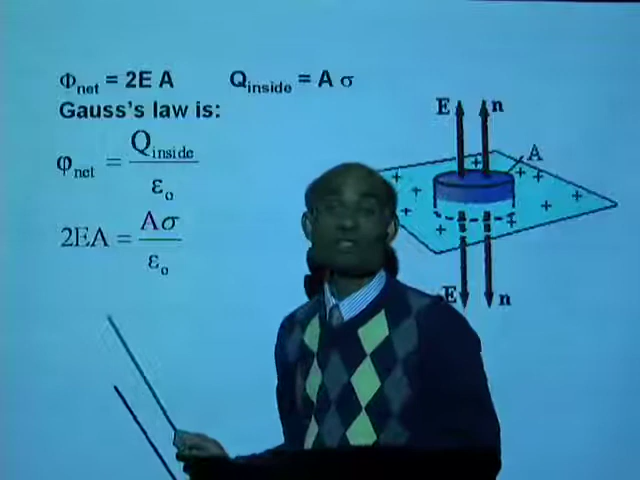 Φnet = 2E A Qinside = A σ
Gauss's law is:
φnet = Qinside / εo
2EA = Aσ / εo
E n
A
E n